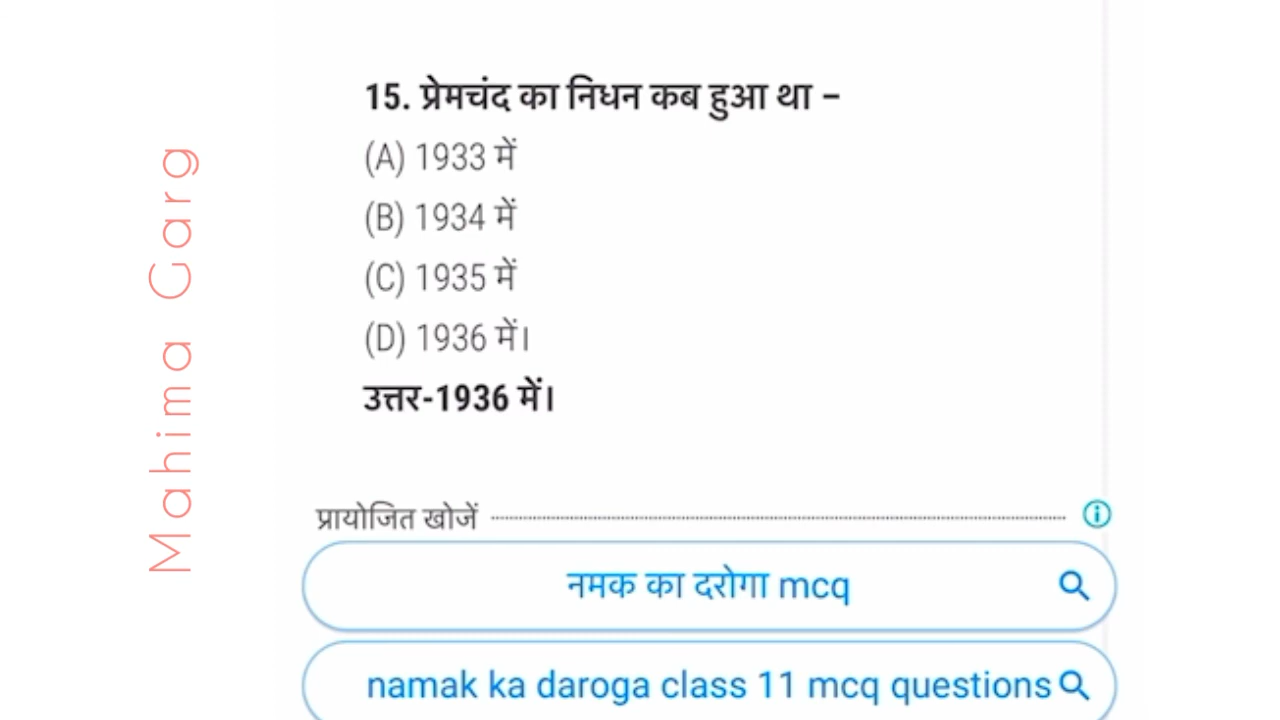 Mahima Garg
15. प्रेमचंद का निधन कब हुआ था –
(A) 1933 में
(B) 1934 में
(C) 1935 में
(D) 1936 में।
उत्तर-1936 में।
प्रायोजित खोजें
नमक का दरोगा mcq
namak ka daroga class 11 mcq questions